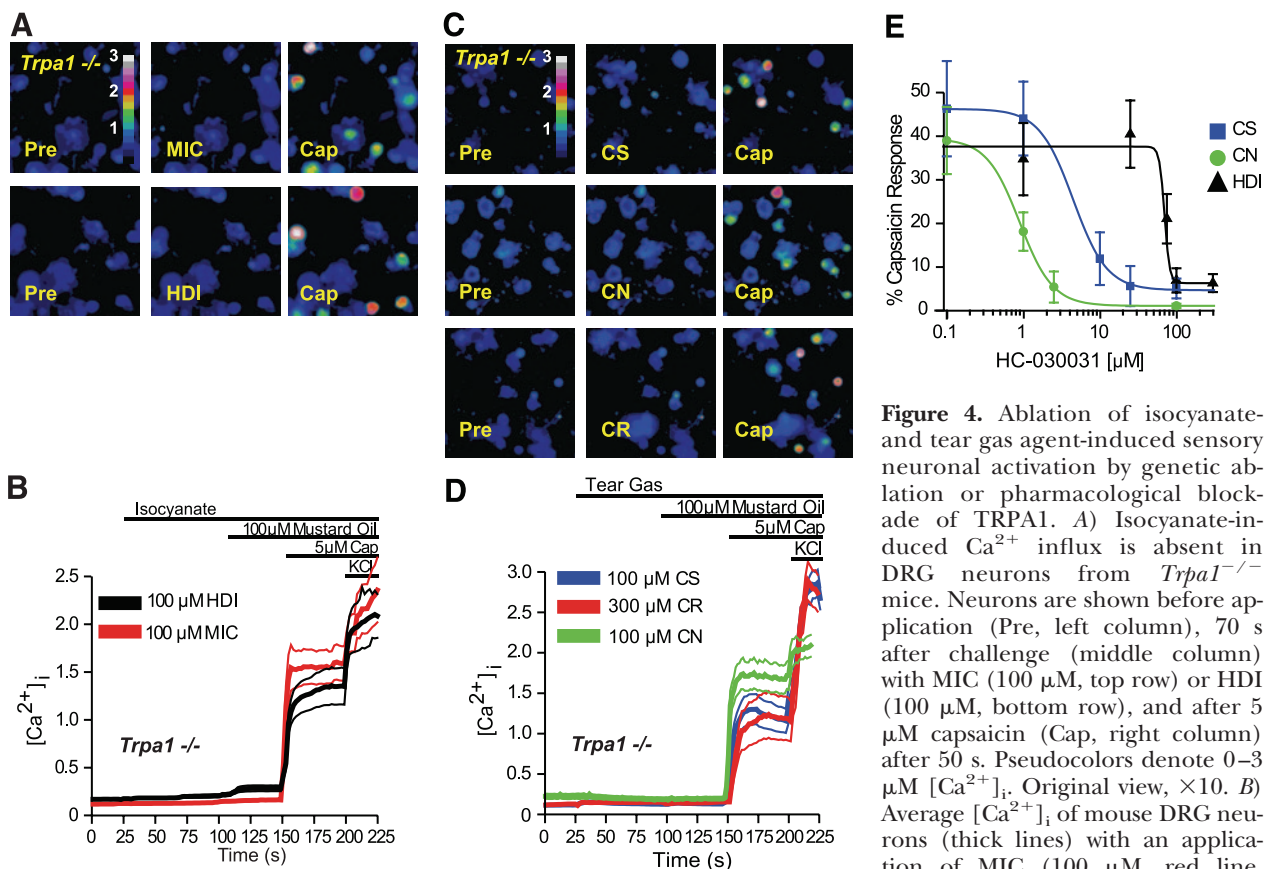 A
Trpa1 -/-
3
2
1
Pre
MIC
Cap
Pre
HDI
Cap
B
Isocyanate
100µM Mustard Oil
5µM Cap
KCl
2.5
2.0
1.5
1.0
0.5
0
100 µM HDI
100 µM MIC
[Ca2+]i
Trpa1 -/-
0 25 50 75 100 125 150 175 200 225
Time (s)
C
Trpa1 -/-
3
2
1
Pre
CS
Cap
Pre
CN
Cap
Pre
CR
Cap
D
Tear Gas
100µM Mustard Oil
5µM Cap
KCl
3.0
2.5
2.0
1.5
1.0
0.5
0
100 µM CS
300 µM CR
100 µM CN
[Ca2+]i
Trpa1 -/-
0 25 50 75 100 125 150 175 200 225
Time (s)
E
50
40
30
20
10
0
% Capsaicin Response
CS
CN
HDI
0.1 1 10 100
HC-030031 [µM]
Figure 4. Ablation of isocyanate-
and tear gas agent-induced sensory
neuronal activation by genetic ab-
lation or pharmacological block-
ade of TRPA1. A) Isocyanate-in-
duced Ca2+ influx is absent in
DRG neurons from Trpa1−/−
mice. Neurons are shown before ap-
plication (Pre, left column), 70 s
after challenge (middle column)
with MIC (100 µM, top row) or HDI
(100 µM, bottom row), and after 5
µM capsaicin (Cap, right column)
after 50 s. Pseudocolors denote 0–3
µM [Ca2+]i. Original view, ×10. B)
Average [Ca2+]i of mouse DRG neu-
rons (thick lines) with an applica-
tion of MIC (100 µM, red line,